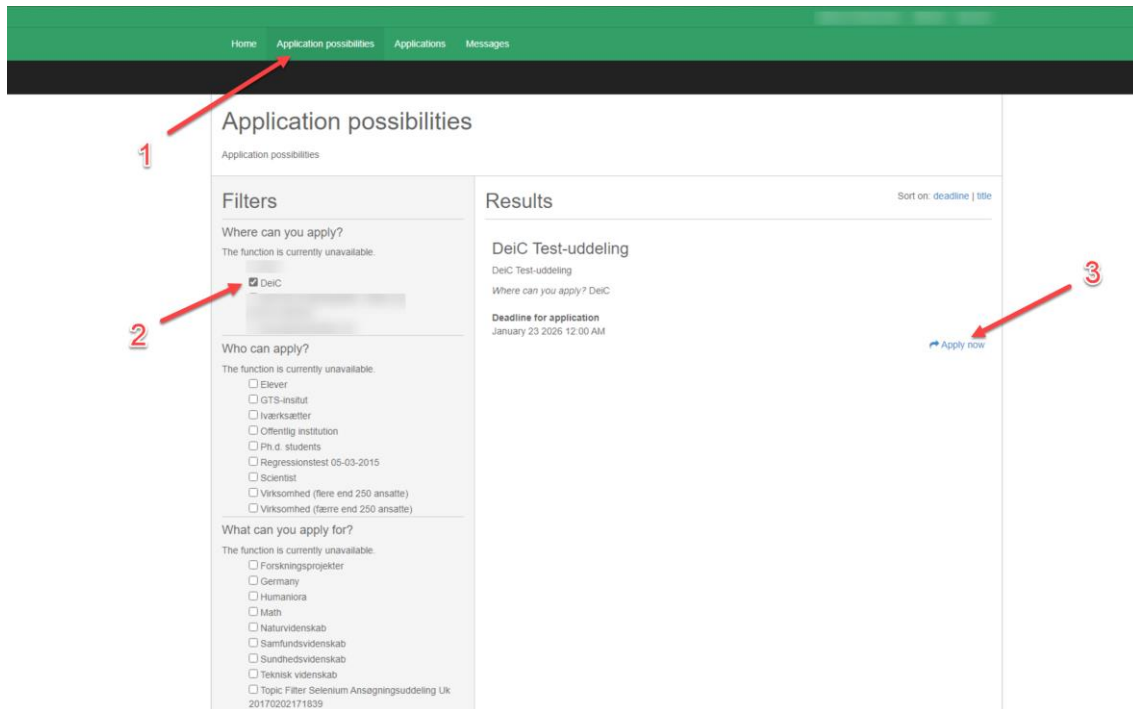 Home Application possibilities Applications Messages
1
Application possibilities
Application possibilities
Filters
Where can you apply?
The function is currently unavailable.
DeiC
2
Who can apply?
The function is currently unavailable.
Elever
GTS-insitut
Iværksætter
Offentlig institution
Ph.d. students
Regressionstest 05-03-2015
Scientist
Virksomhed (flere end 250 ansatte)
Virksomhed (færre end 250 ansatte)
What can you apply for?
The function is currently unavailable.
Forskningsprojekter
Germany
Humaniora
Math
Naturvidenskab
Samfundsvidenskab
Sundhedsvidenskab
Teknisk videnskab
Topic Filter Selenium Ansøgningsuddeling Uk
20170202171839
Results
Sort on: deadline | title
DeiC Test-uddeling
DeiC Test-uddeling
Where can you apply? DeiC
Deadline for application
January 23 2026 12:00 AM
Apply now
3